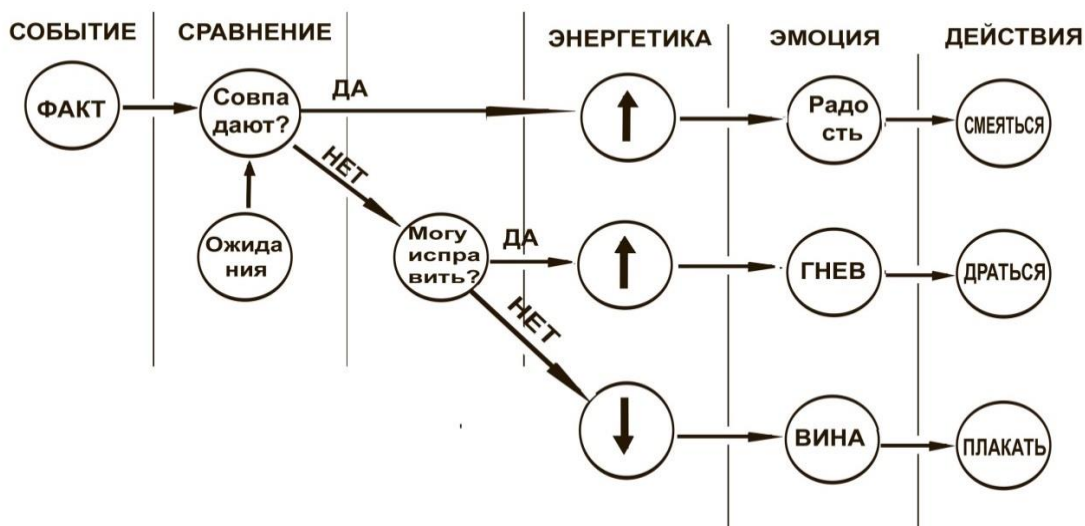 СОБЫТИЕ
СРАВНЕНИЕ
ЭНЕРГЕТИКА
ЭМОЦИЯ
ДЕЙСТВИЯ
ФАКТ
Совпа
дают?
ДА
Радо
сть
СМЕЯТЬСЯ
НЕТ
Ожида
ния
Могу
испра
вить?
ДА
ГНЕВ
ДРАТЬСЯ
НЕТ
ВИНА
ПЛАКАТЬ